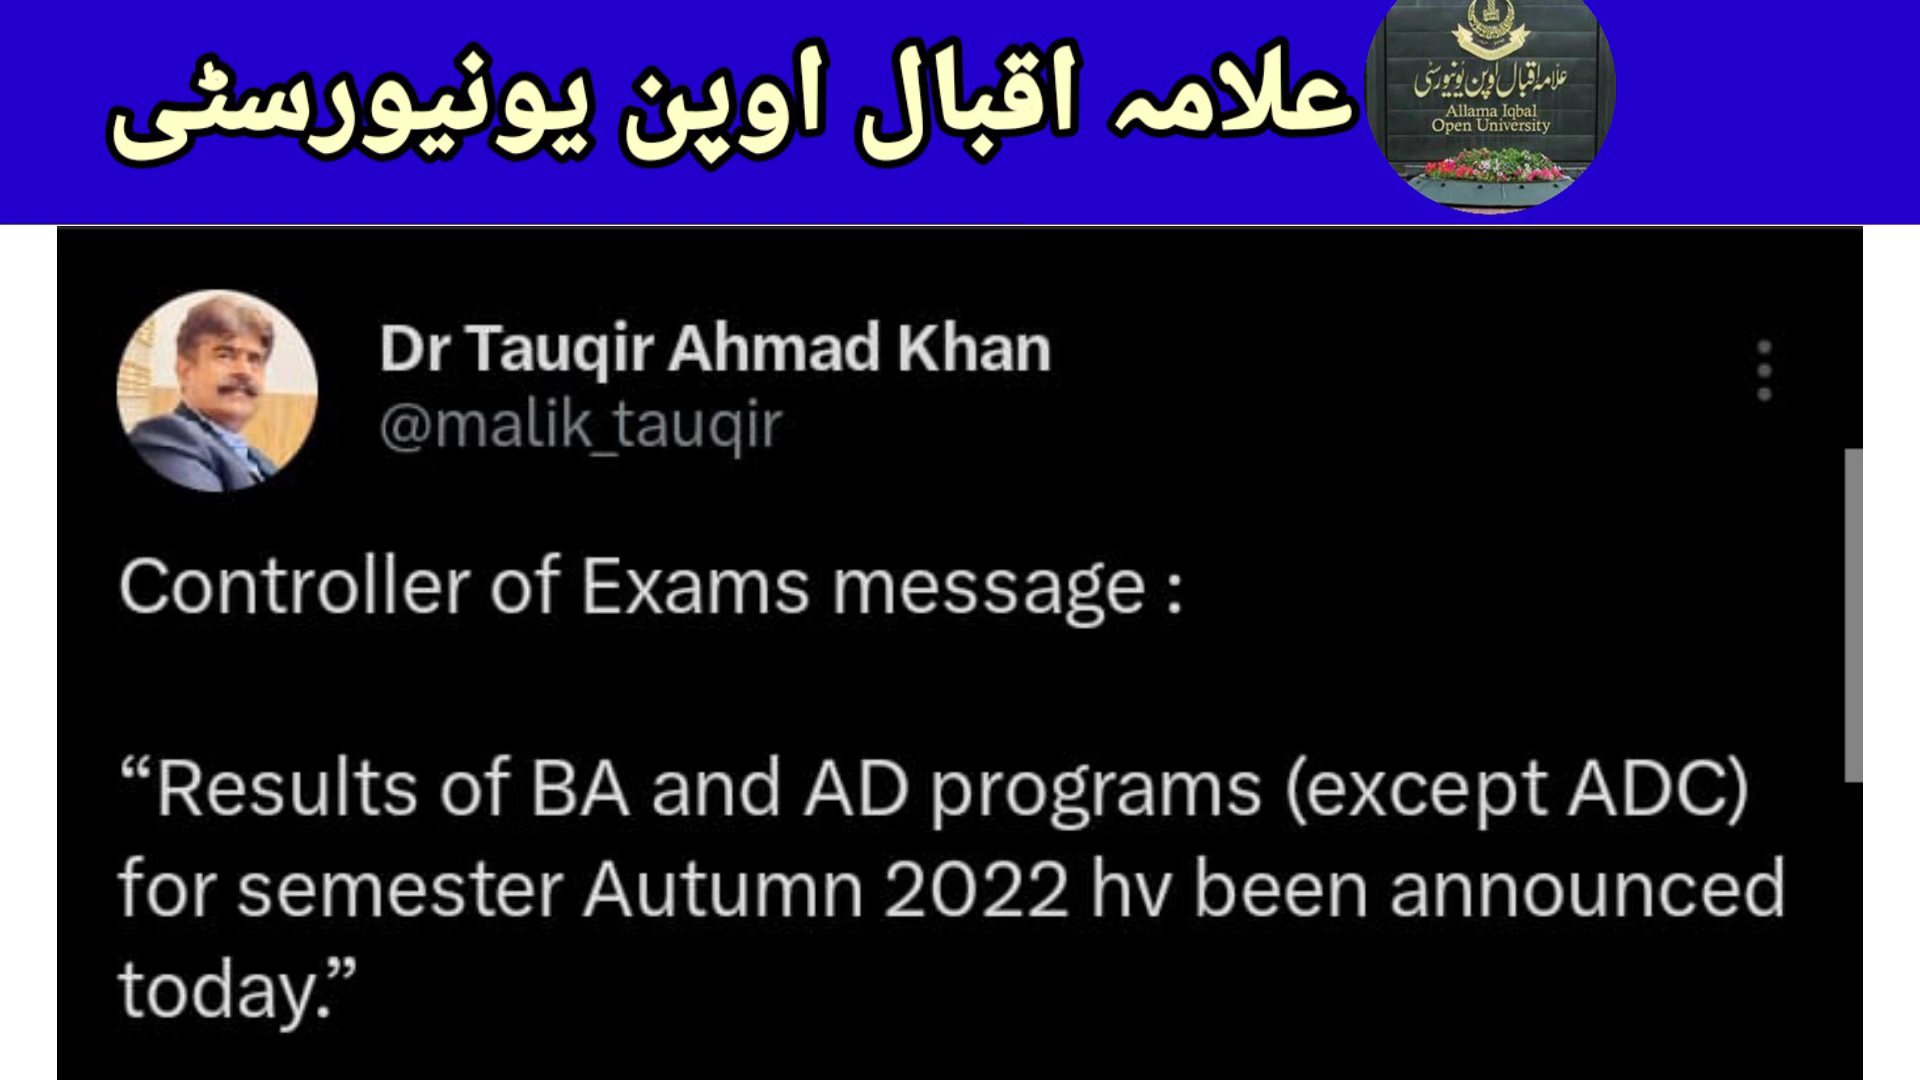 علامہ اقبال اوپن یونیورسٹی
علامہ اقبال اوپن یونیورسٹی
Allama Iqbal
Open University
Dr Tauqir Ahmad Khan
@malik_tauqir
Controller of Exams message :
“Results of BA and AD programs (except ADC)
for semester Autumn 2022 hv been announced
today.”